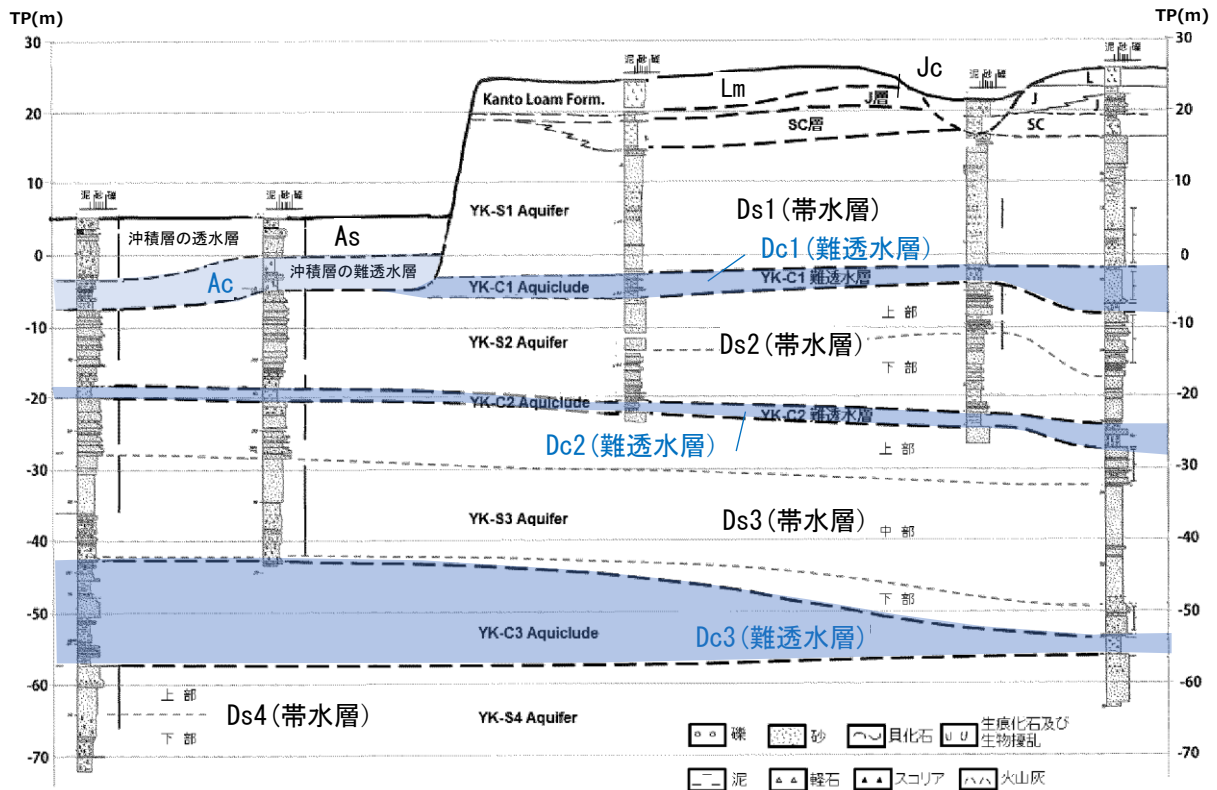 TP(m)
TP(m)
30
30
泥 砂 礫
泥 砂 礫
泥 砂 礫
Jc
Lm
Kanto Loam Form.
J層
L
J
J
20
20
SC層
SC
10
10
泥 砂 礫
泥 砂 礫
YK-S1 Aquifer
Ds1(帯水層)
沖積層の透水層
As
Dc1(難透水層)
0
0
沖積層の難透水層
Ac
YK-C1 Aquiclude
YK-C1 難透水層
-10
-10
上 部
YK-S2 Aquifer
Ds2(帯水層)
下 部
-20
-20
YK-C2 Aquiclude
YK-C2 難透水層
Dc2(難透水層)
上 部
-30
-30
YK-S3 Aquifer
Ds3(帯水層)
中 部
-40
-40
下 部
-50
-50
YK-C3 Aquiclude
Dc3(難透水層)
-60
-60
上 部
Ds4(帯水層)
YK-S4 Aquifer
下 部
-70
-70
礫
砂
貝化石
生痕化石及び
生物擾乱
泥
軽石
スコリア
火山灰